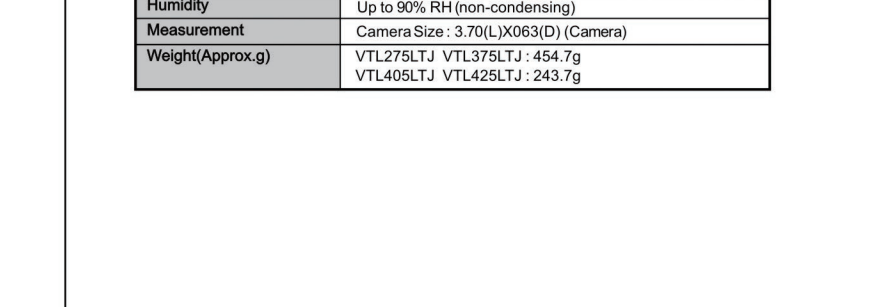 Humidity Up to 90% RH (non-condensing)
Measurement Camera Size : 3.70(L)X063(D) (Camera)
Weight(Approx.g) VTL275LTJ VTL375LTJ : 454.7g
VTL405LTJ VTL425LTJ : 243.7g